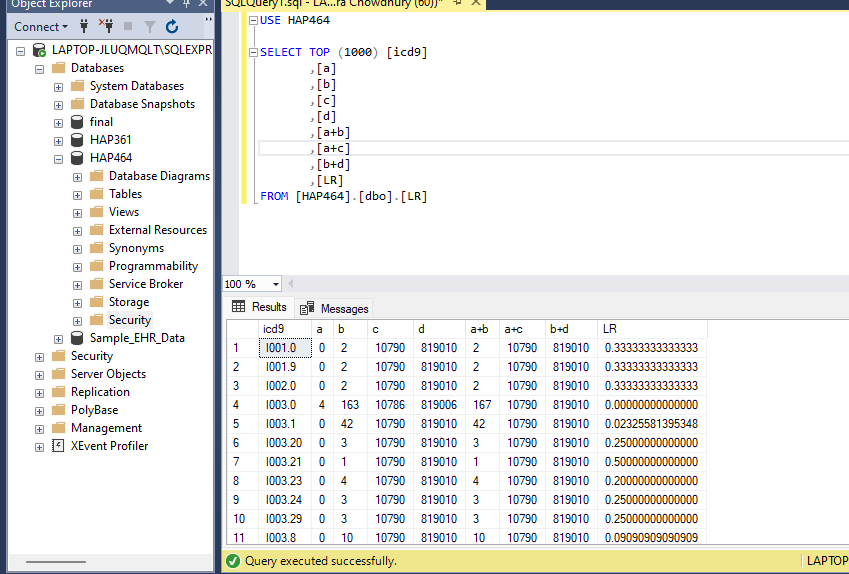 Object Explorer
SQLQuery1.sql - LA...ra Chowdhury (60))*
Connect
LAPTOP-JLUQMQLT\SQLEXPR
Databases
System Databases
Database Snapshots
final
HAP361
HAP464
Database Diagrams
Tables
Views
External Resources
Synonyms
Programmability
Service Broker
Storage
Security
Sample_EHR_Data
Security
Server Objects
Replication
PolyBase
Management
XEvent Profiler
USE HAP464
SELECT TOP (1000) [icd9]
,[a]
,[b]
,[c]
,[d]
,[a+b]
,[a+c]
,[b+d]
,[LR]
FROM [HAP464].[dbo].[LR]
100 %
Results Messages
icd9 a b c d a+b a+c b+d LR
1 I001.0 0 2 10790 819010 2 10790 819010 0.33333333333333
2 I001.9 0 2 10790 819010 2 10790 819010 0.33333333333333
3 I002.0 0 2 10790 819010 2 10790 819010 0.33333333333333
4 I003.0 4 163 10786 819006 167 10790 819010 0.00000000000000
5 I003.1 0 42 10790 819010 42 10790 819010 0.02325581395348
6 I003.20 0 3 10790 819010 3 10790 819010 0.25000000000000
7 I003.21 0 1 10790 819010 1 10790 819010 0.50000000000000
8 I003.23 0 4 10790 819010 4 10790 819010 0.20000000000000
9 I003.24 0 3 10790 819010 3 10790 819010 0.25000000000000
10 I003.29 0 3 10790 819010 3 10790 819010 0.25000000000000
11 I003.8 0 10 10790 819010 10 10790 819010 0.09090909090909
Query executed successfully.
LAPTOP